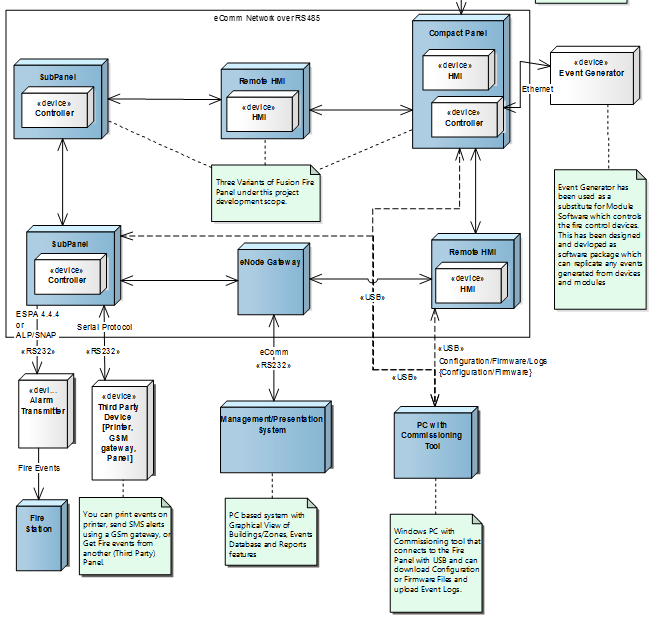 eComm Network over RS485
Compact Panel
«device»
HMI
«device»
Controller
SubPanel
«device»
Controller
Remote HMI
«device»
HMI
«device»
Event Generator
Ethernet
Three Variants of Fusion Fire
Panel under this project
development scope.
Event Generator has
been used as a
substitute for Module
Software which controls
the fire control devices.
This has been designed
and devloped as
software package which
can replicate any events
generated from devices
and modules
SubPanel
«device»
Controller
eNode Gateway
Remote HMI
«device»
HMI
«USB»
ESPA 4.4.4
or
ALP/SNAP
«RS232»
Serial Protocol
«RS232»
eComm
«RS232»
«USB»
Configuration/Firmware/Logs
{Configuration/Firmware}
«USB»
«devi...
Alarm
Transmitter
«device»
Third Party
Device
[Printer,
GSM
gateway,
Panel]
Management/Presentation
System
PC with
Commissioning
Tool
Fire Events
Fire
Station
You can print events on
printer, send SMS alerts
using a GSm gateway, or
Get Fire events from
another (Third Party)
Panel
PC based system with
Graphical View of
Buildings/Zones, Events
Database and Reports
features
Windows PC with
Commissioning tool that
connects to the Fire
Panel with USB and can
download Configuration
or Firmware Files and
upload Event Logs.